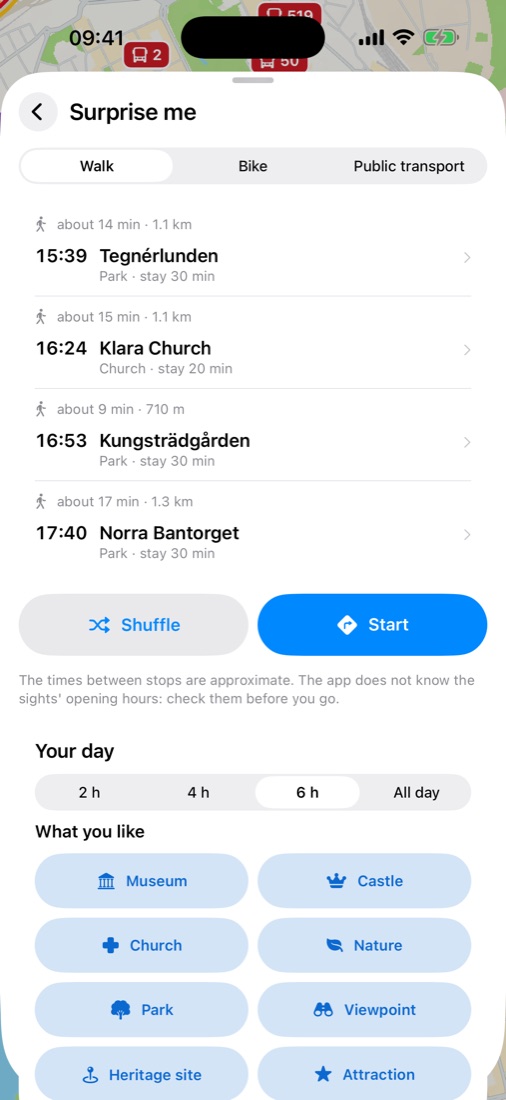 09:41
519
2
50
Surprise me
Walk
Bike
Public transport
about 14 min · 1.1 km
15:39 Tegnérlunden
Park · stay 30 min
about 15 min · 1.1 km
16:24 Klara Church
Church · stay 20 min
about 9 min · 710 m
16:53 Kungsträdgården
Park · stay 30 min
about 17 min · 1.3 km
17:40 Norra Bantorget
Park · stay 30 min
Shuffle
Start
The times between stops are approximate. The app does not know the
sights' opening hours: check them before you go.
Your day
2 h
4 h
6 h
All day
What you like
Museum
Castle
Church
Nature
Park
Viewpoint
Heritage site
Attraction